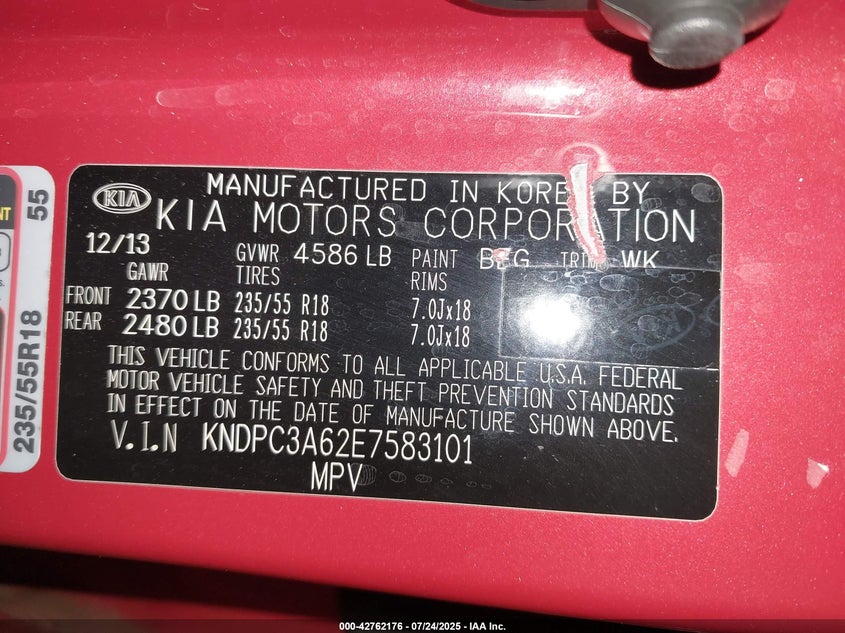 MANUFACTURED IN KOREA BY
KIA MOTORS CORPORATION
KIA
12/13 GVWR 4586 LB PAINT BEG TRIM WK
GAWR TIRES RIMS
FRONT 2370 LB 235/55 R18 7.0Jx18
REAR 2480 LB 235/55 R18 7.0Jx18
THIS VEHICLE CONFORMS TO ALL APPLICABLE U.S.A. FEDERAL
MOTOR VEHICLE SAFETY AND THEFT PREVENTION STANDARDS
IN EFFECT ON THE DATE OF MANUFACTURE SHOWN ABOVE.
V.I.N KNDPC3A62E7583101
MPV
235/55R18 55
000-42762176 - 07/24/2025 - IAA Inc.